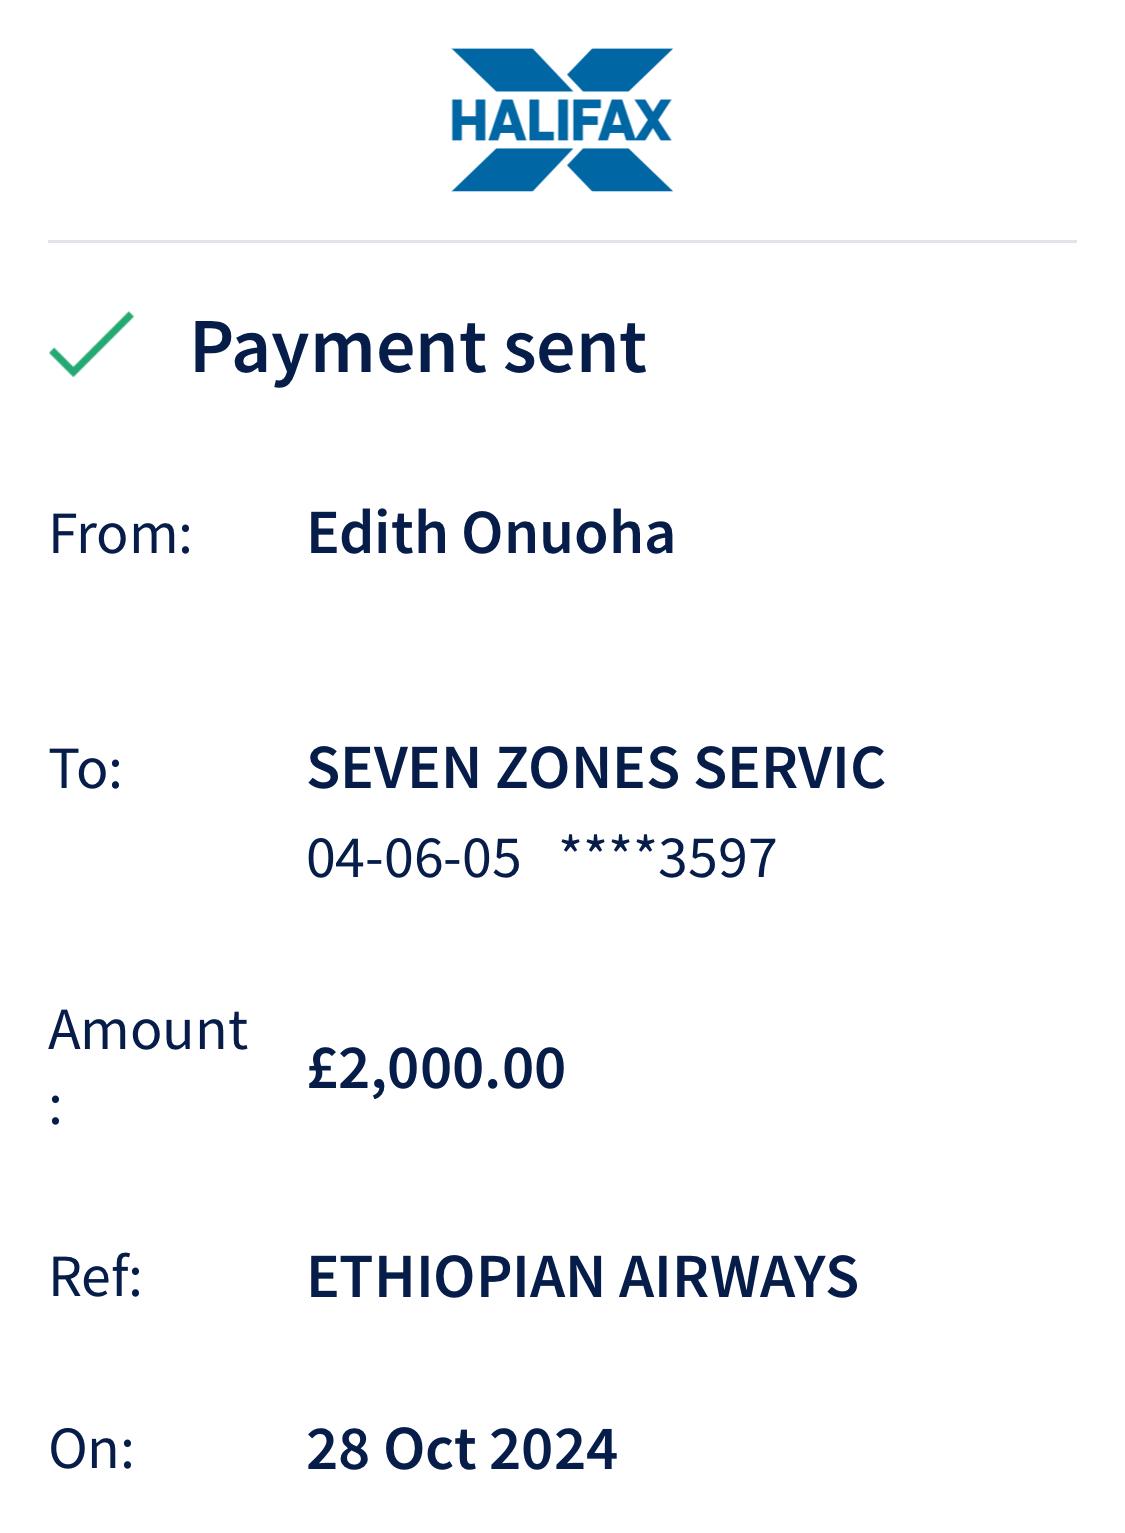 HALIFAX
Payment sent
From: Edith Onuoha
To: SEVEN ZONES SERVIC
04-06-05 ****3597
Amount
: £2,000.00
Ref: ETHIOPIAN AIRWAYS
On: 28 Oct 2024